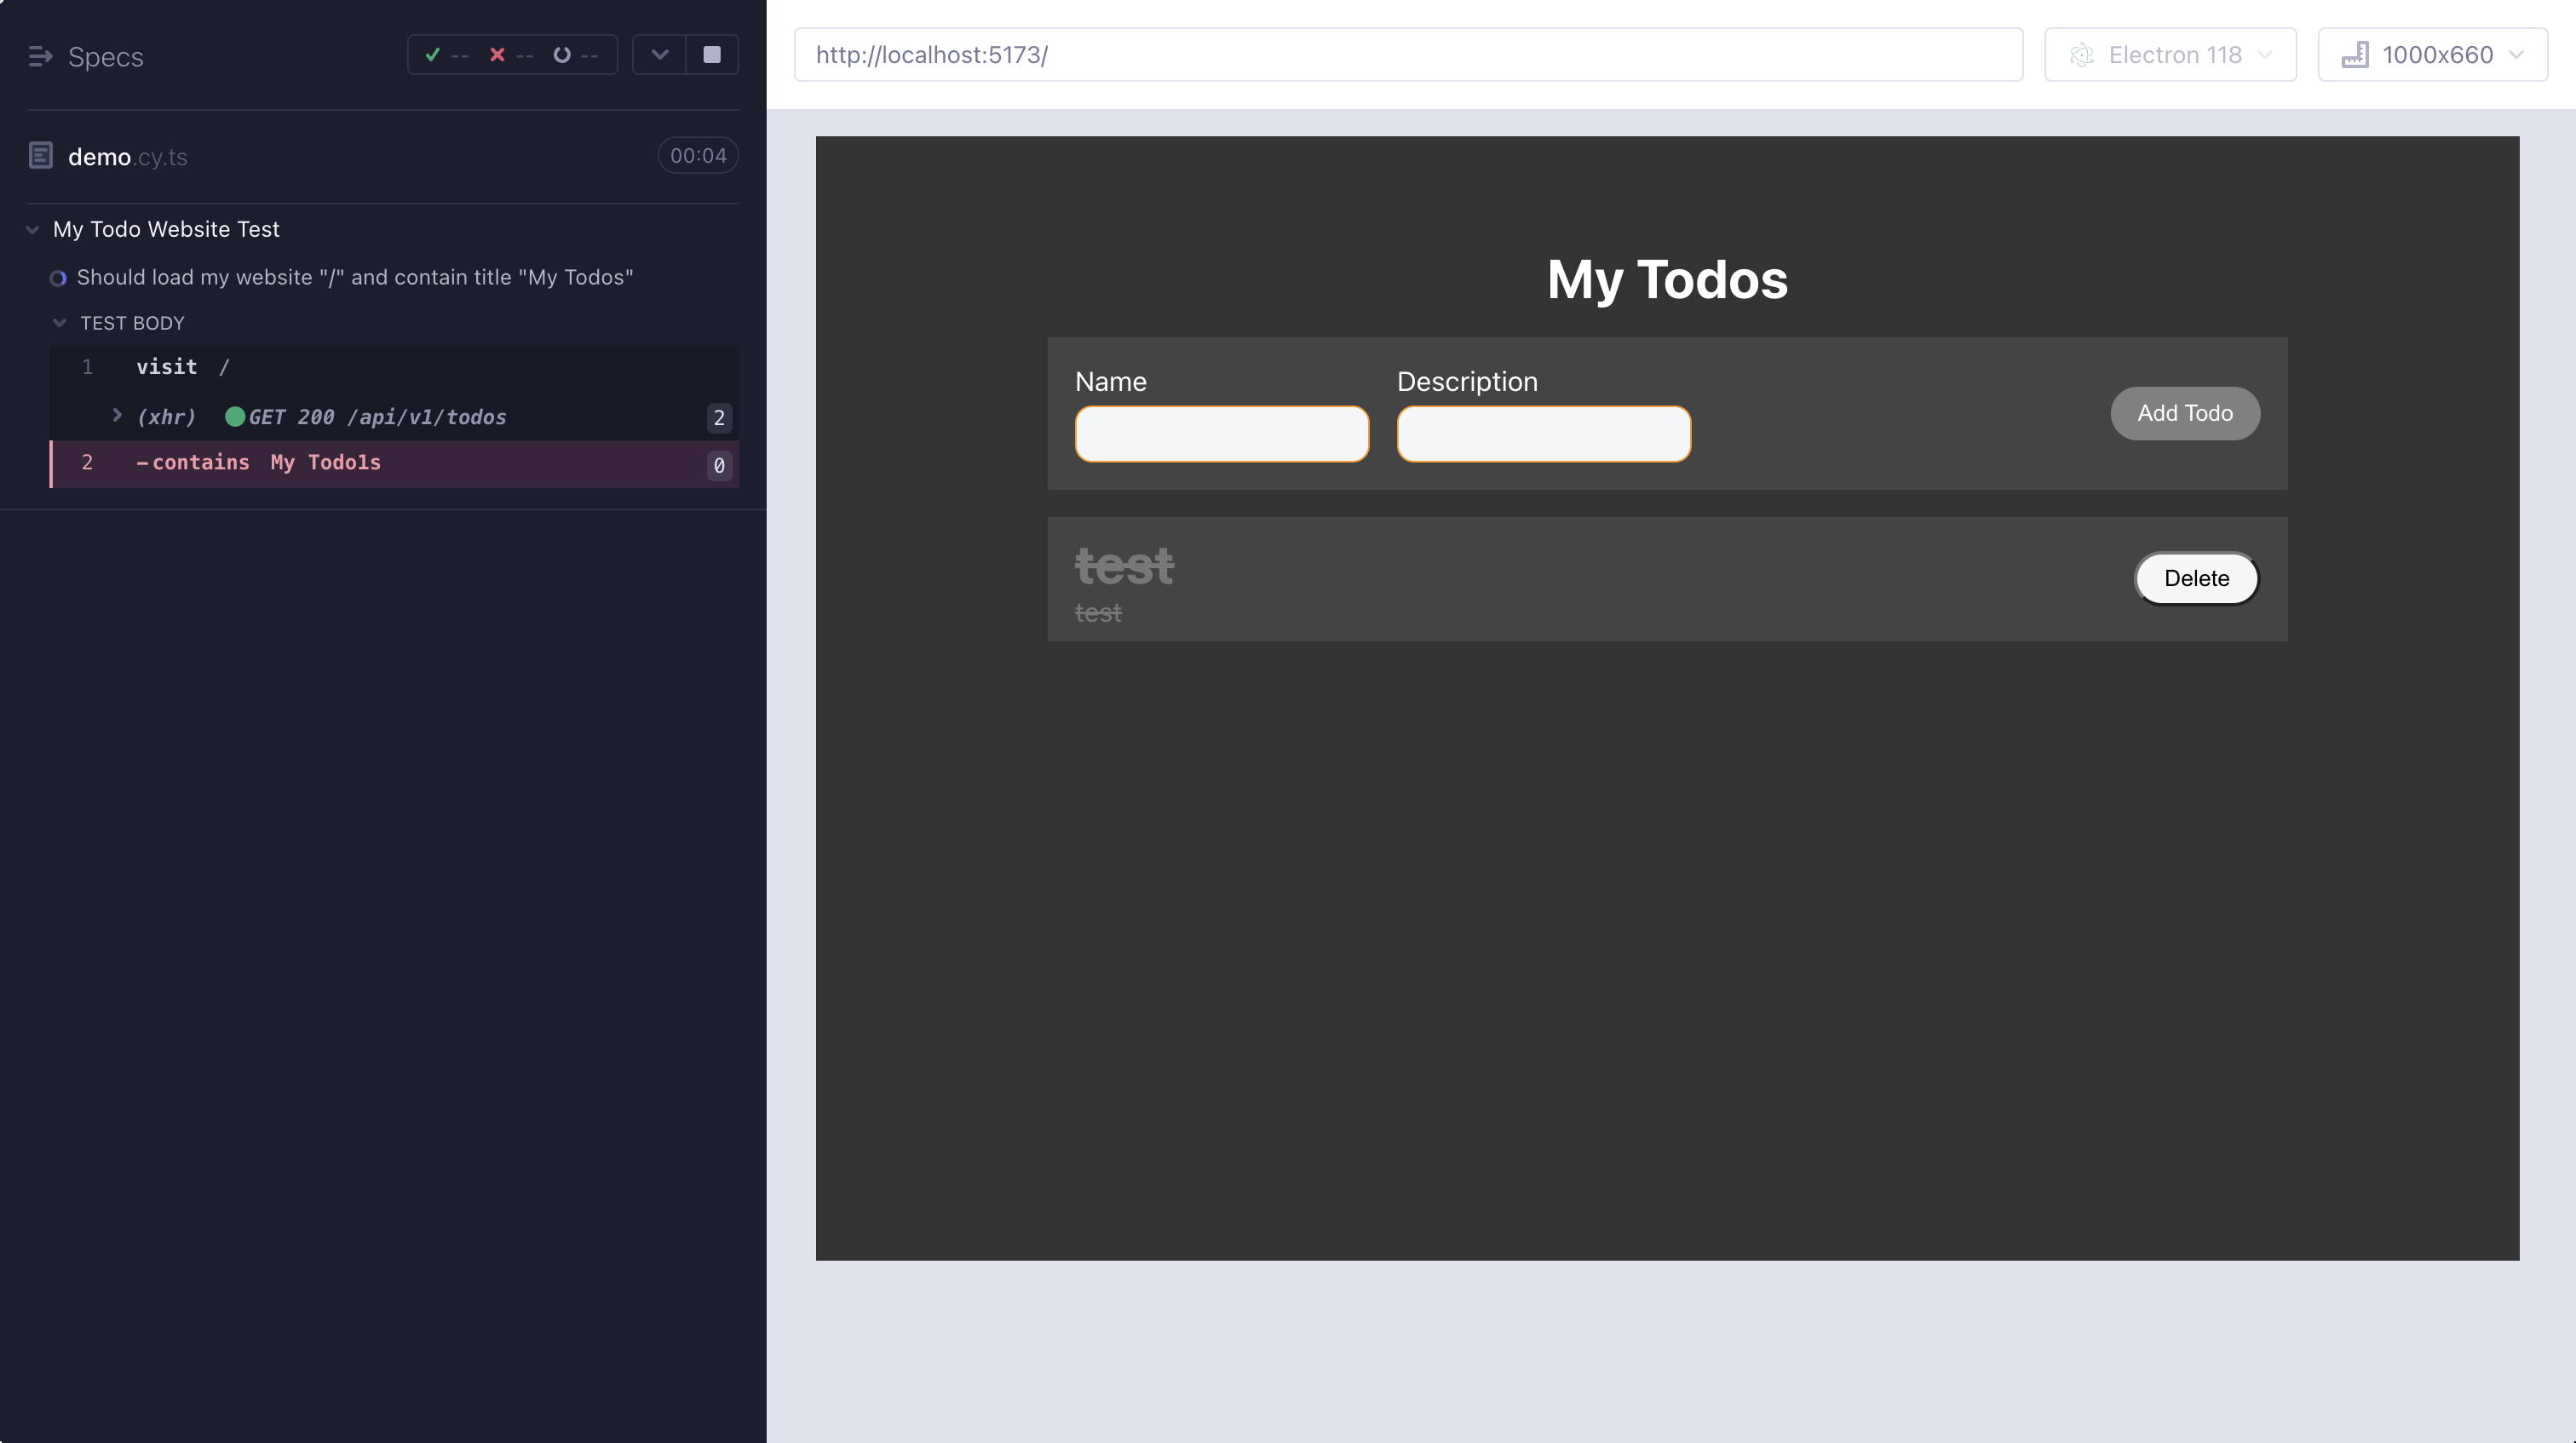 Specs
-- -- --
demo.cy.ts
00:04
My Todo Website Test
Should load my website "/" and contain title "My Todos"
TEST BODY
1 visit /
(xhr) GET 200 /api/v1/todos 2
2 -contains My Todo1s 0
http://localhost:5173/
Electron 118
1000x660
My Todos
Name Description
Add Todo
test
test
Delete